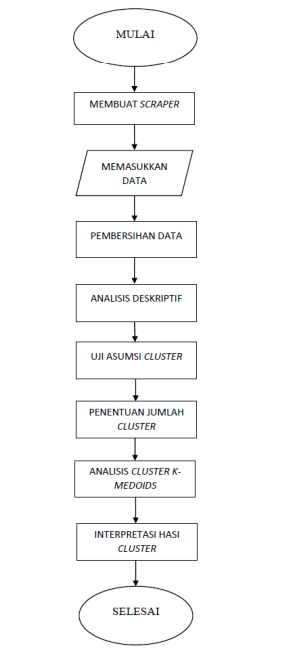 MULAI
MEMBUAT SCRAPER
MEMASUKKAN
DATA
PEMBERSIHAN DATA
ANALISIS DESKRIPTIF
UJI ASUMSI CLUSTER
PENENTUAN JUMLAH
CLUSTER
ANALISIS CLUSTER K-
MEDOIDS
INTERPRETASI HASI
CLUSTER
SELESAI